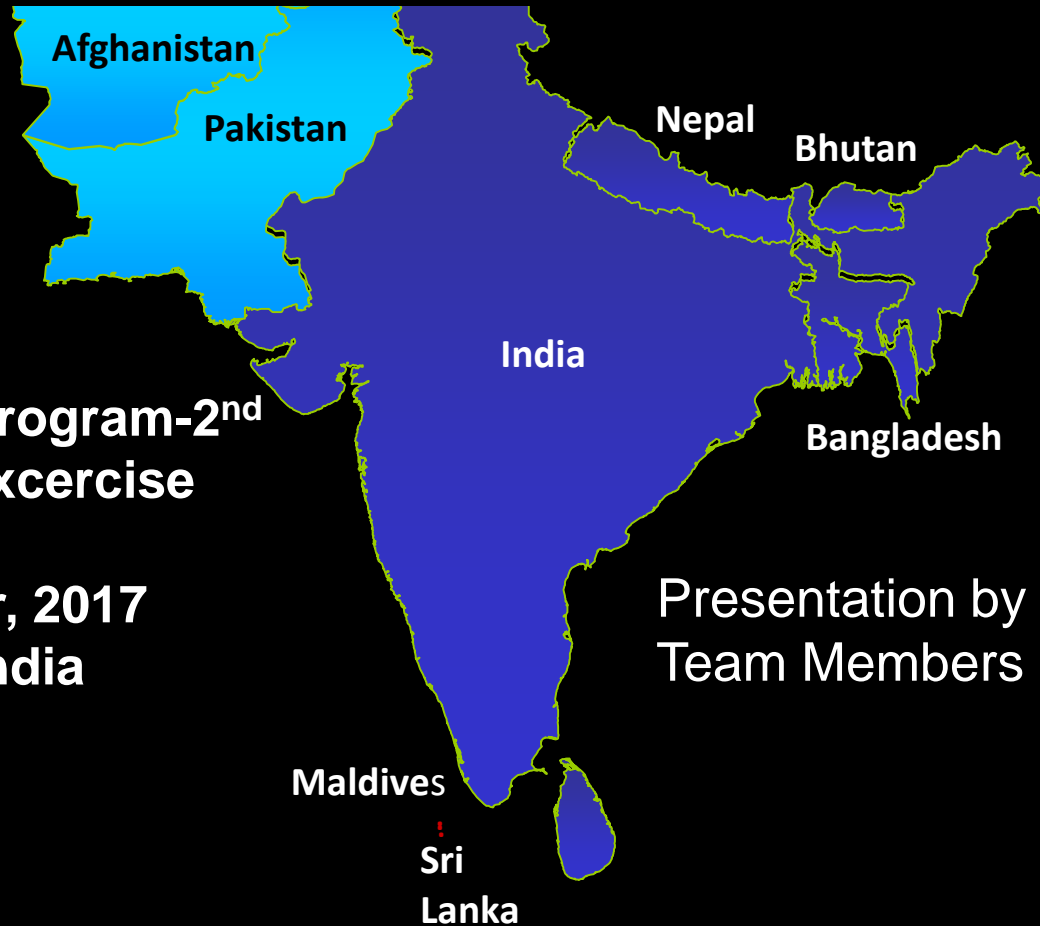 Afghanistan
Pakistan
Nepal
Bhutan
India
Bangladesh
rogram-2nd
xcercise
r, 2017
ndia
Presentation by
Team Members
Maldives
Sri
Lanka